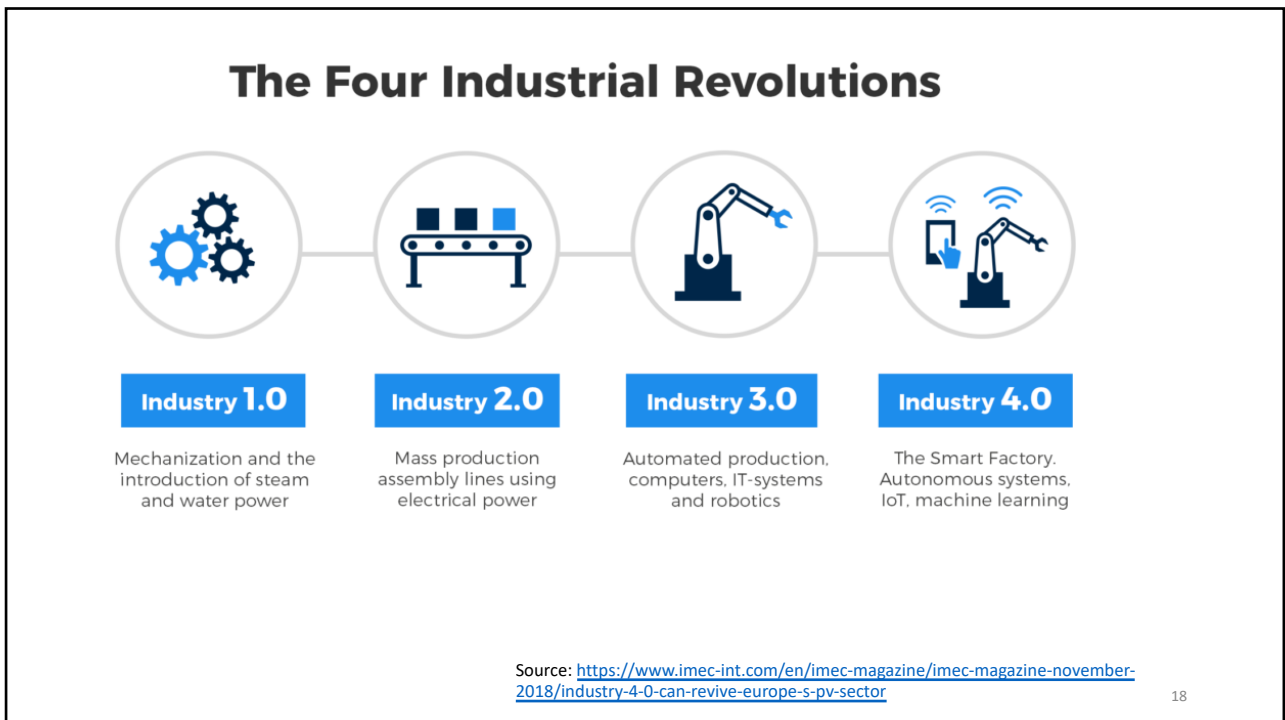 The Four Industrial Revolutions
Industry 1.0
Mechanization and the
introduction of steam
and water power
Industry 2.0
Mass production
assembly lines using
electrical power
Industry 3.0
Automated production,
computers, IT-systems
and robotics
Industry 4.0
The Smart Factory.
Autonomous systems,
IoT, machine learning
Source: https://www.imec-int.com/en/imec-magazine/imec-magazine-november-
2018/industry-4-0-can-revive-europe-s-pv-sector
18